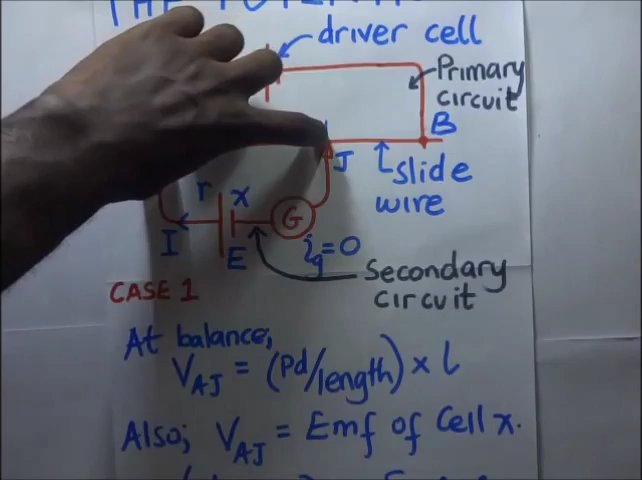 driver cell
Primary
circuit
B
J
slide
wire
r
x
G
I
E
ig=0
Secondary
circuit
CASE 1
At balance,
VAJ = (Pd/length) × l
Also; VAJ = Emf of Cell x.